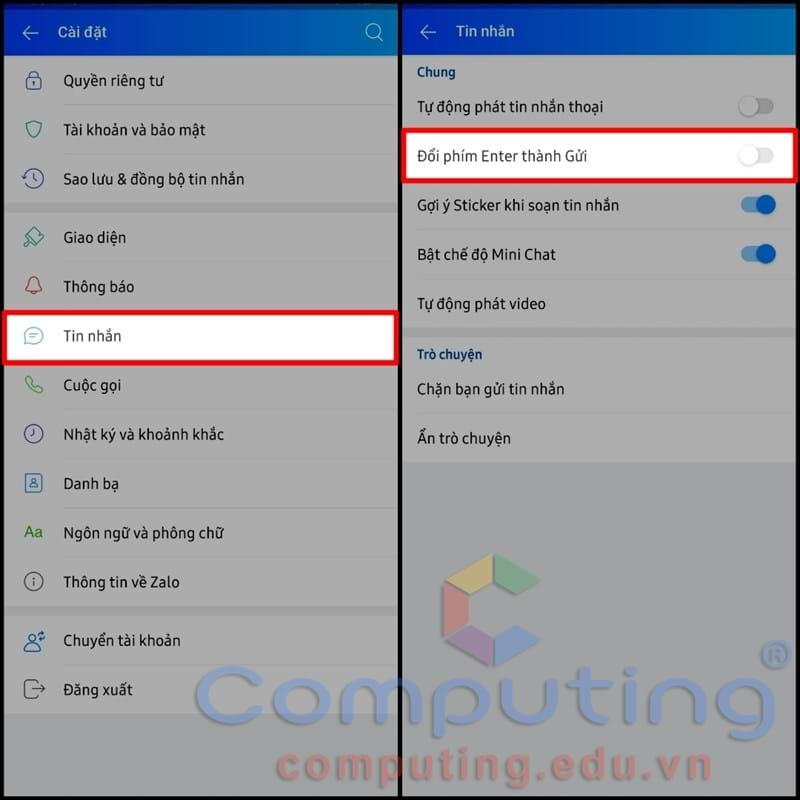 Cài đặt
Quyền riêng tư
Tài khoản và bảo mật
Sao lưu & đồng bộ tin nhắn
Giao diện
Thông báo
Tin nhắn
Cuộc gọi
Nhật ký và khoảnh khắc
Danh bạ
Aa Ngôn ngữ và phông chữ
Thông tin về Zalo
Chuyển tài khoản
Đăng xuất
Tin nhắn
Chung
Tự động phát tin nhắn thoại
Đổi phím Enter thành Gửi
Gợi ý Sticker khi soạn tin nhắn
Bật chế độ Mini Chat
Tự động phát video
Trò chuyện
Chặn bạn gửi tin nhắn
Ẩn trò chuyện
Computing®
computing.edu.vn